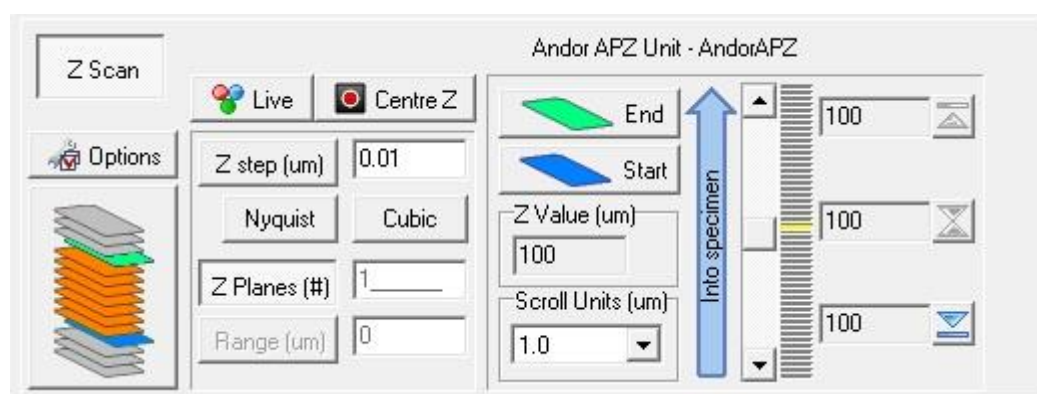 Andor APZ Unit - AndorAPZ
Z Scan
Live
Centre Z
End
100
Options
Z step (um)
0.01
Start
Nyquist
Cubic
Z Value (um)
100
100
Into specimen
Z Planes (#)
1
Scroll Units (um)
Range (um)
0
1.0
100